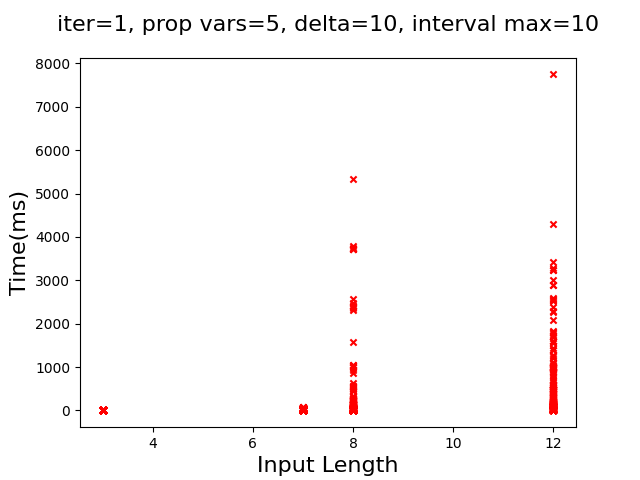 iter=1, prop vars=5, delta=10, interval max=10
8000
7000
6000
5000
4000
3000
2000
1000
0
Time(ms)
4 6 8 10 12
Input Length